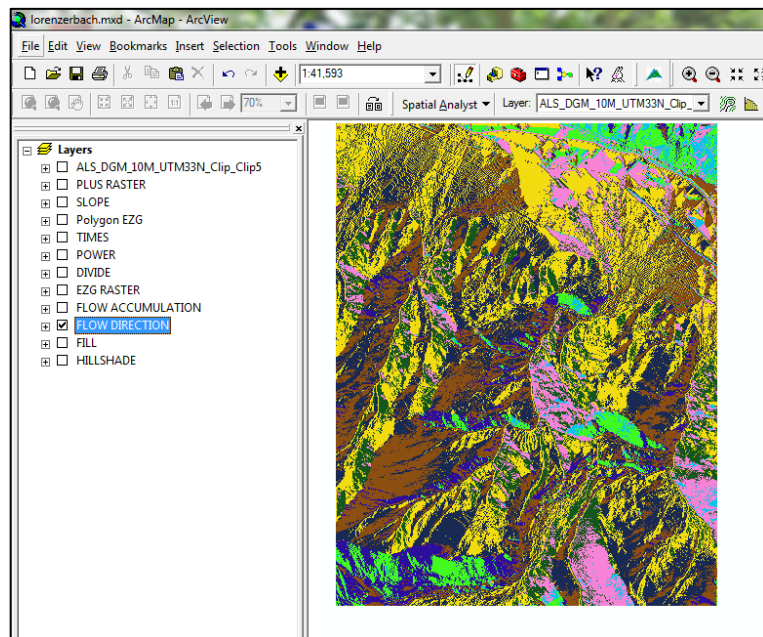 lorenzerbach.mxd - ArcMap - ArcView
File Edit View Bookmarks Insert Selection Tools Window Help
1:41,593
70% Spatial Analyst Layer: ALS_DGM_10M_UTM33N_Clip_
Layers
ALS_DGM_10M_UTM33N_Clip_Clip5
PLUS RASTER
SLOPE
Polygon EZG
TIMES
POWER
DIVIDE
EZG RASTER
FLOW ACCUMULATION
FLOW DIRECTION
FILL
HILLSHADE